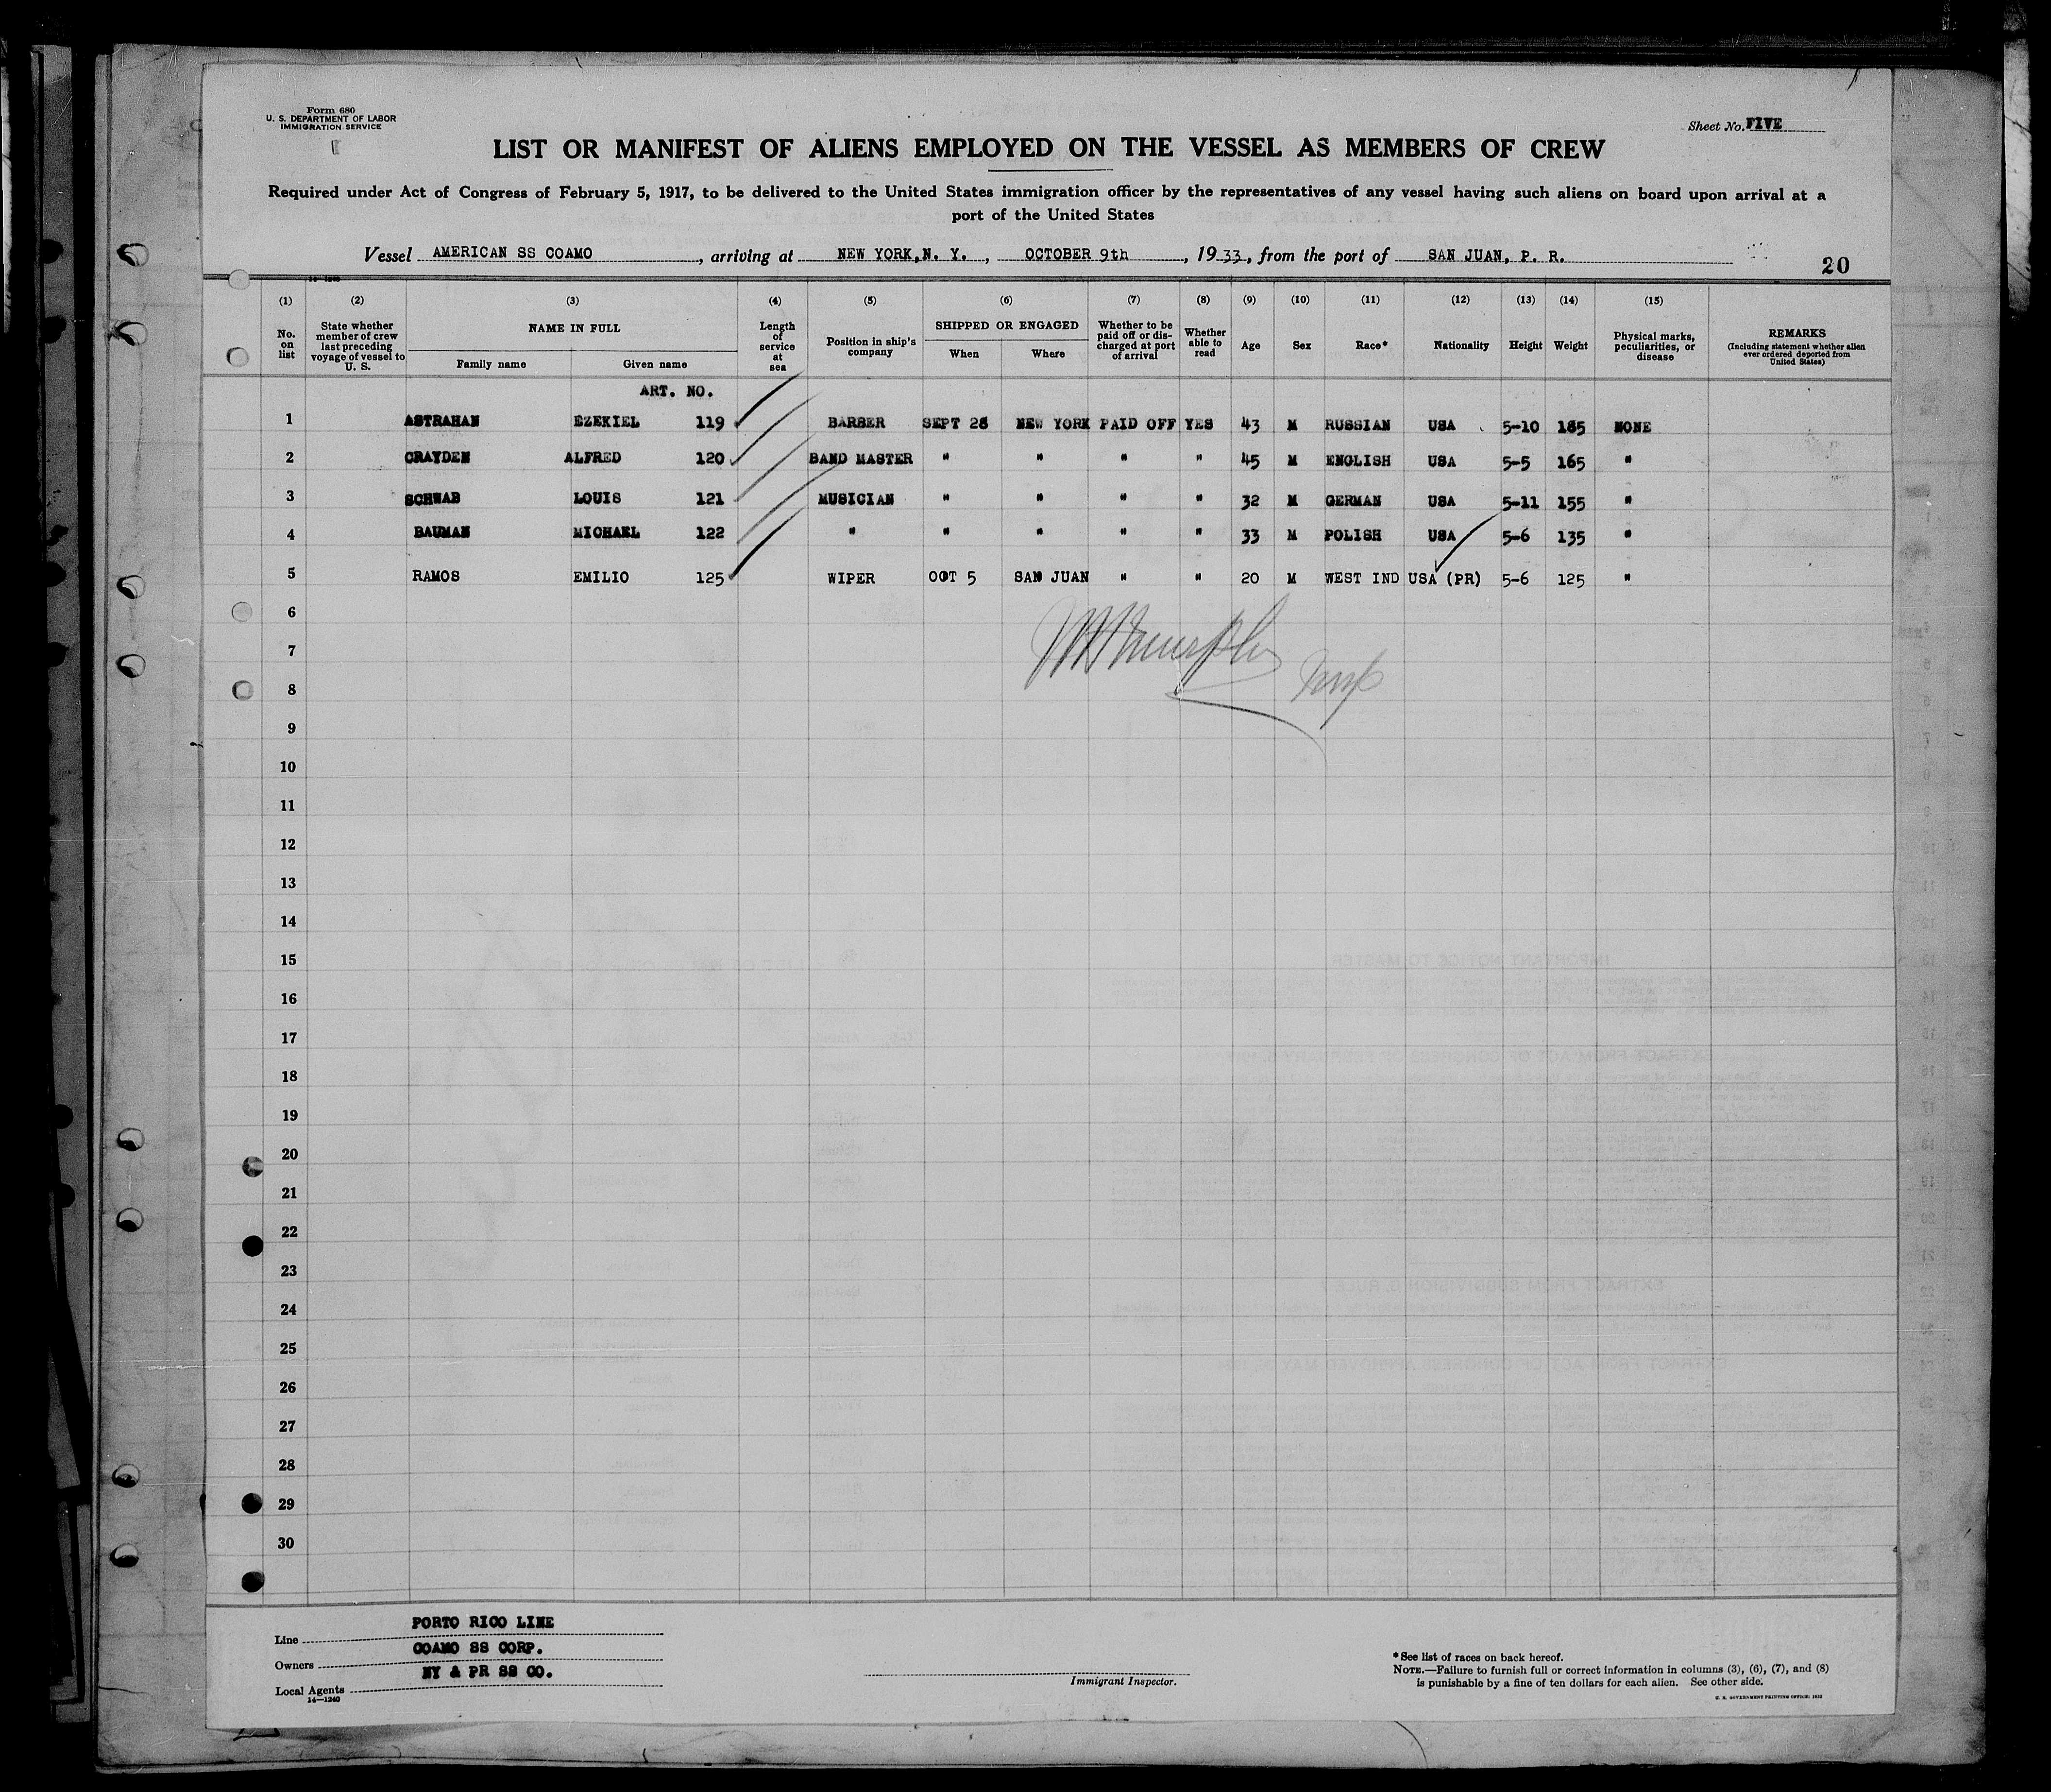 Form 680
U. S. DEPARTMENT OF LABOR
IMMIGRATION SERVICE
Sheet No. FIVE
LIST OR MANIFEST OF ALIENS EMPLOYED ON THE VESSEL AS MEMBERS OF CREW
Required under Act of Congress of February 5, 1917, to be delivered to the United States immigration officer by the representatives of any vessel having such aliens on board upon arrival at a
port of the United States
Vessel AMERICAN SS COAMO, arriving at NEW YORK, N. Y., OCTOBER 9th, 1933, from the port of SAN JUAN, P. R.
20
(1) (2) (3) (4) (5) (6) (7) (8) (9) (10) (11) (12) (13) (14) (15)
No. on list
State whether member of crew last preceding voyage of vessel to U. S.
NAME IN FULL
Family name
Given name
Length of service at sea
Position in ship's company
SHIPPED OR ENGAGED
When
Where
Whether to be paid off or discharged at port of arrival
Whether able to read
Age
Sex
Race*
Nationality
Height
Weight
Physical marks, peculiarities, or disease
REMARKS
(Including statement whether alien ever ordered deported from United States)
ART. NO.
1 ASTRAHAN EZEKIEL 119 BARBER SEPT 28 NEW YORK PAID OFF YES 43 M RUSSIAN USA 5-10 185 NONE
2 CRAYDEN ALFRED 120 BAND MASTER " " " " 45 M ENGLISH USA 5-5 165 "
3 SCHWAB LOUIS 121 MUSICIAN " " " " 32 M GERMAN USA 5-11 155 "
4 BAUMAN MICHAEL 122 " " " " " 33 M POLISH USA 5-6 135 "
5 RAMOS EMILIO 125 WIPER OCT 5 SAN JUAN " " 20 M WEST IND USA (PR) 5-6 125 "
6
7
8
9
10
11
12
13
14
15
16
17
18
19
20
21
22
23
24
25
26
27
28
29
30
Line PORTO RICO LINE
Owners COAMO SS CORP.
Local Agents NY & PR SS CO.
14—1240
Immigrant Inspector.
*See list of races on back hereof.
NOTE.—Failure to furnish full or correct information in columns (3), (6), (7), and (8)
is punishable by a fine of ten dollars for each alien. See other side.